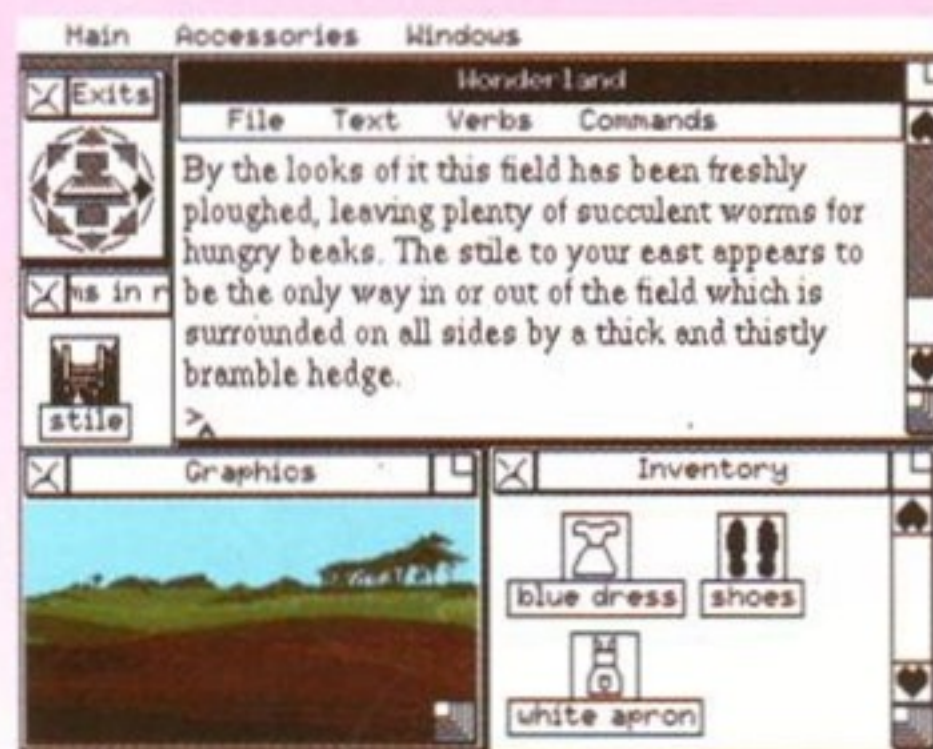 Main Accessories Windows
Exits
Wonderland
File Text Verbs Commands
By the looks of it this field has been freshly
ploughed, leaving plenty of succulent worms for
hungry beaks. The stile to your east appears to
be the only way in or out of the field which is
surrounded on all sides by a thick and thistly
bramble hedge.
>
ms in r
stile
Graphics
Inventory
blue dress shoes
white apron